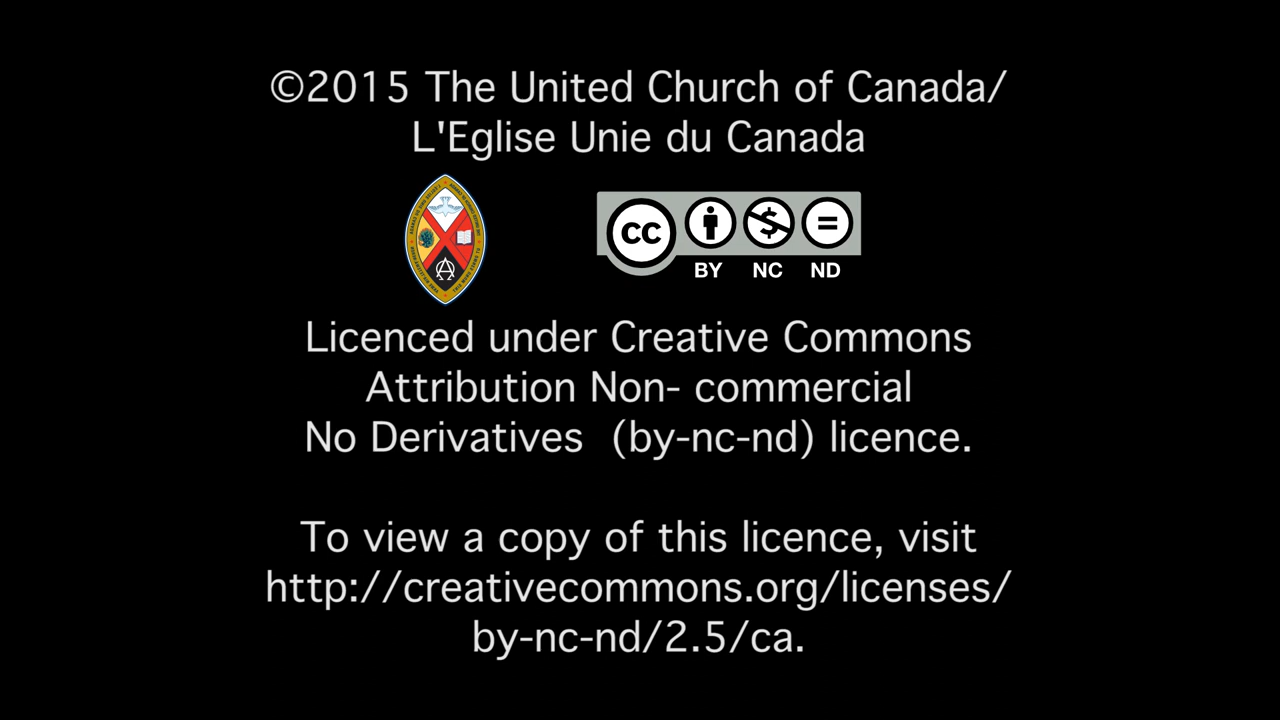 ©2015 The United Church of Canada/
L'Eglise Unie du Canada
cc
BY NC ND
Licenced under Creative Commons
Attribution Non- commercial
No Derivatives (by-nc-nd) licence.
To view a copy of this licence, visit
http://creativecommons.org/licenses/
by-nc-nd/2.5/ca.